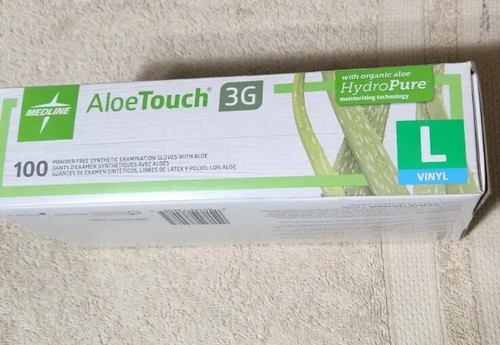 MEDLINE
AloeTouch® 3G
with organic aloe
HydroPure
moisturizing technology
100
POWDER-FREE SYNTHETIC EXAMINATION GLOVES WITH ALOE
GANTS D'EXAMEN SYNTHÉTIQUES AVEC ALOÈS
GUANTES DE EXAMEN SINTÉTICOS, LIBRES DE LÁTEX Y POLVO, CON ALOE
L
VINYL